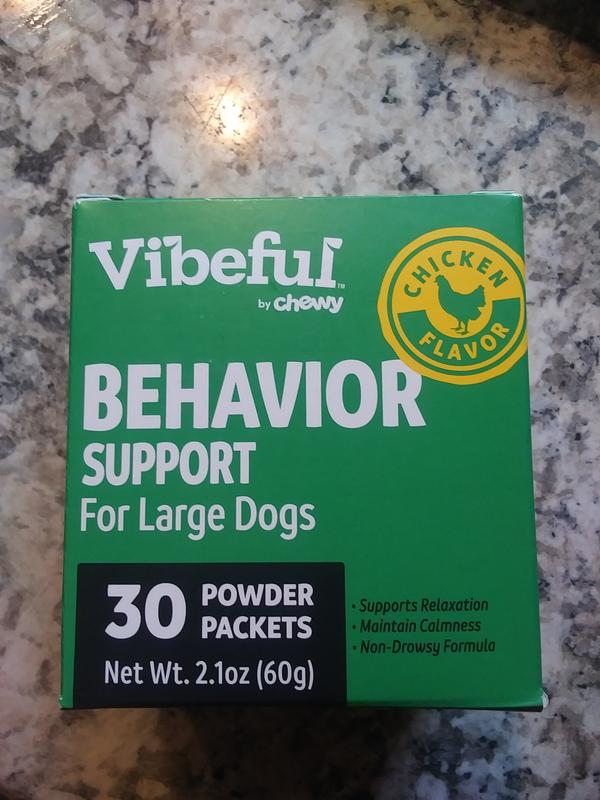 Vibeful™
by chewy
CHICKEN
FLAVOR
BEHAVIOR
SUPPORT
For Large Dogs
30 POWDER
PACKETS
Net Wt. 2.1oz (60g)
• Supports Relaxation
• Maintain Calmness
• Non-Drowsy Formula